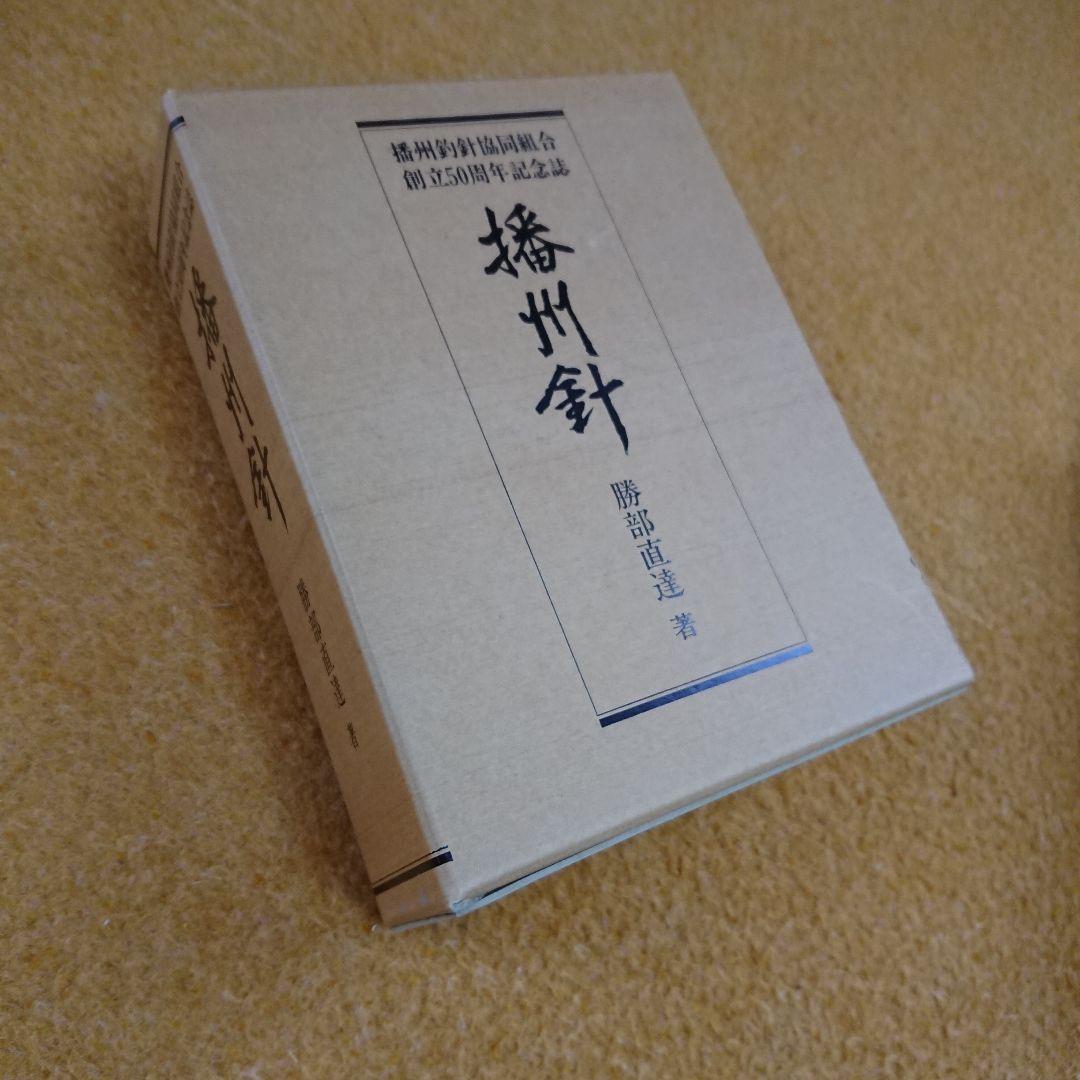 播州釣針協同組合
創立50周年記念誌
播州針
勝部直達 著
播州針
勝部直達 著